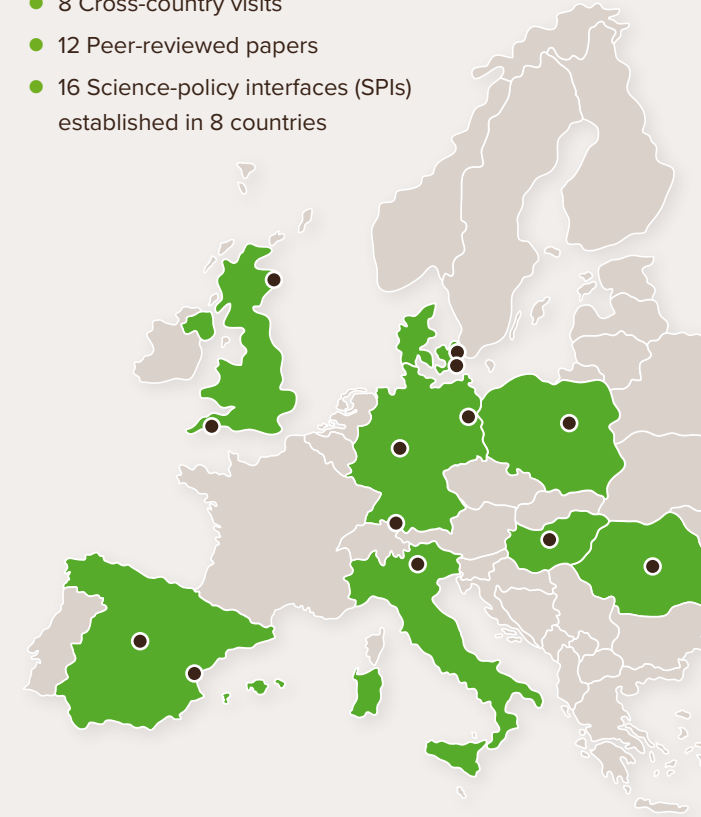 8 Cross-country visits
12 Peer-reviewed papers
16 Science-policy interfaces (SPIs)
established in 8 countries